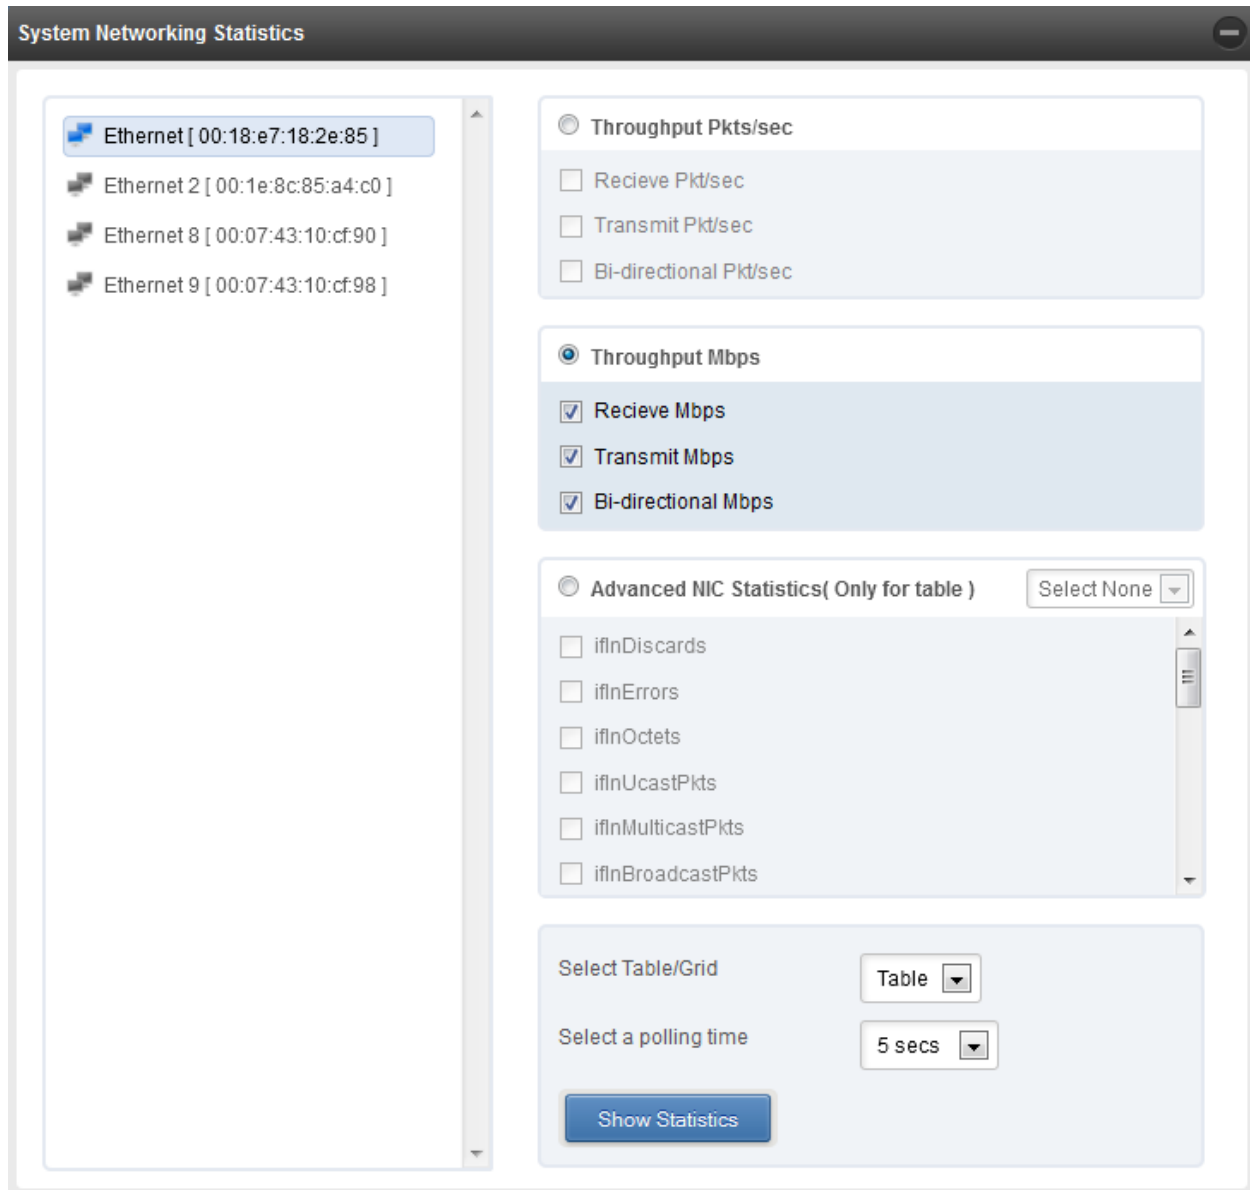 System Networking Statistics
Ethernet [ 00:18:e7:18:2e:85 ]
Ethernet 2 [ 00:1e:8c:85:a4:c0 ]
Ethernet 8 [ 00:07:43:10:cf:90 ]
Ethernet 9 [ 00:07:43:10:cf:98 ]
Throughput Pkts/sec
Recieve Pkt/sec
Transmit Pkt/sec
Bi-directional Pkt/sec
Throughput Mbps
Recieve Mbps
Transmit Mbps
Bi-directional Mbps
Advanced NIC Statistics( Only for table ) Select None
ifInDiscards
ifInErrors
ifInOctets
ifInUcastPkts
ifInMulticastPkts
ifInBroadcastPkts
Select Table/Grid Table
Select a polling time 5 secs
Show Statistics